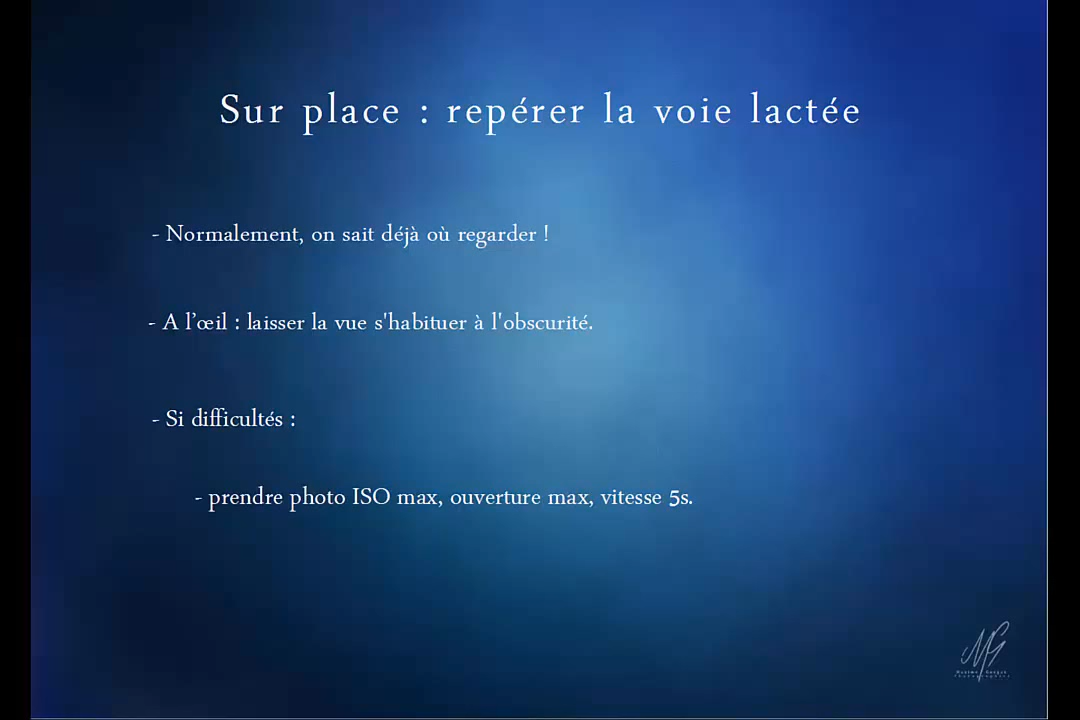 Sur place : repérer la voie lactée
- Normalement, on sait déjà où regarder !
- A l’œil : laisser la vue s'habituer à l'obscurité.
- Si difficultés :
- prendre photo ISO max, ouverture max, vitesse 5s.